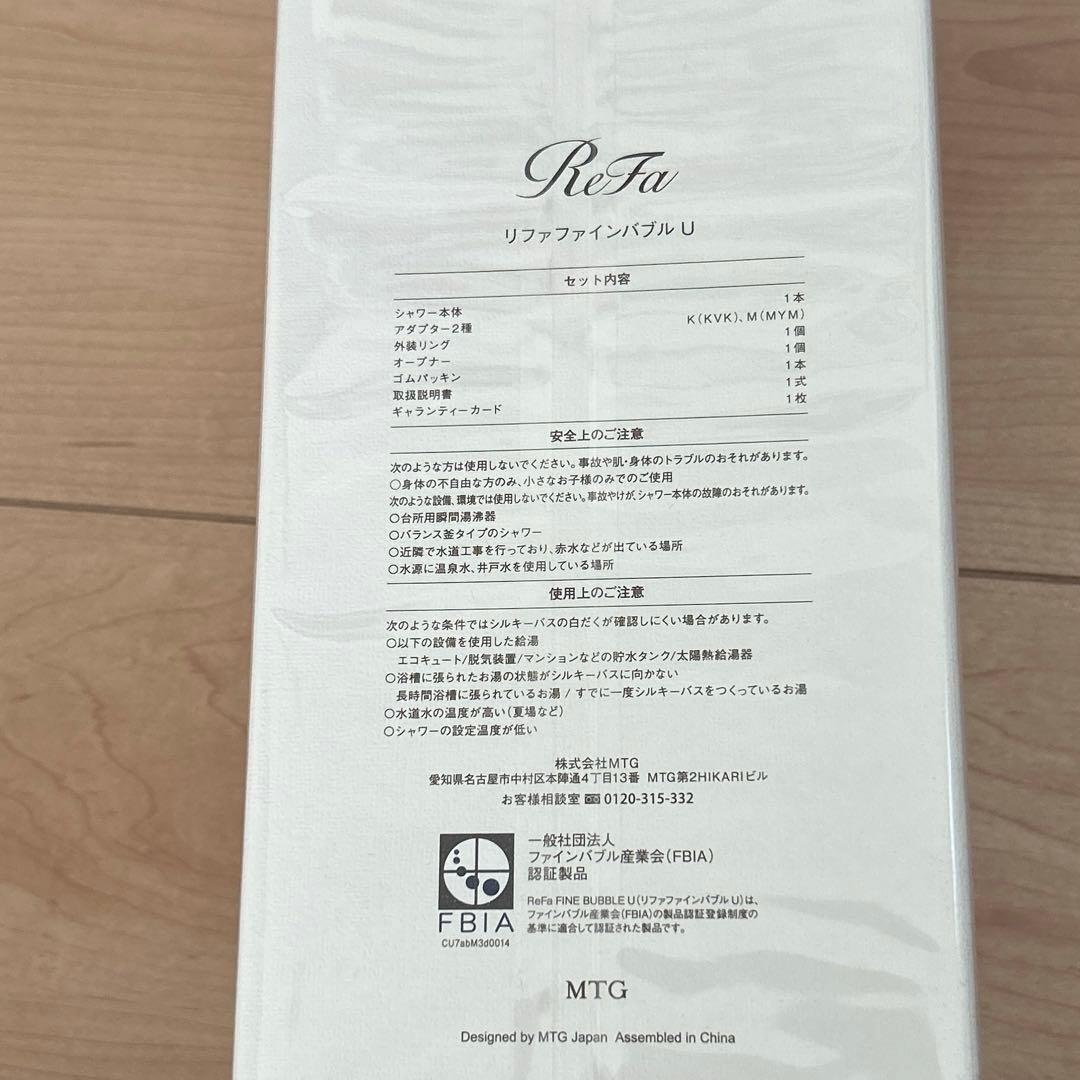 ReFa
リファファインバブル U
セット内容
シャワー本体 1本
アダプター2種 K(KVK)、M(MYM)
外装リング 1個
オープナー 1個
ゴムパッキン 1本
取扱説明書 1式
ギャランティーカード 1枚
安全上のご注意
次のような方は使用しないでください。事故や肌・身体のトラブルのおそれがあります。
○身体の不自由な方のみ、小さなお子様のみでのご使用
次のような設備、環境では使用しないでください。事故やけが、シャワー本体の故障のおそれがあります。
○台所用瞬間湯沸器
○バランス釜タイプのシャワー
○近隣で水道工事を行っており、赤水などが出ている場所
○水源に温泉水、井戸水を使用している場所
使用上のご注意
次のような条件ではシルキーバスの白だくが確認しにくい場合があります。
○以下の設備を使用した給湯
エコキュート/脱気装置/マンションなどの貯水タンク/太陽熱給湯器
○浴槽に張られたお湯の状態がシルキーバスに向かない
長時間浴槽に張られているお湯 / すでに一度シルキーバスをつくっているお湯
○水道水の温度が高い(夏場など)
○シャワーの設定温度が低い
株式会社MTG
愛知県名古屋市中村区本陣通4丁目13番 MTG第2HIKARIビル
お客様相談室 0120-315-332
一般社団法人
ファインバブル産業会(FBIA)
認証製品
ReFa FINE BUBBLE U(リファファインバブル U)は、
ファインバブル産業会(FBIA)の製品認証登録制度の
基準に適合して認証された製品です。
FBIA
CU7abM3d0014
MTG
Designed by MTG Japan Assembled in China